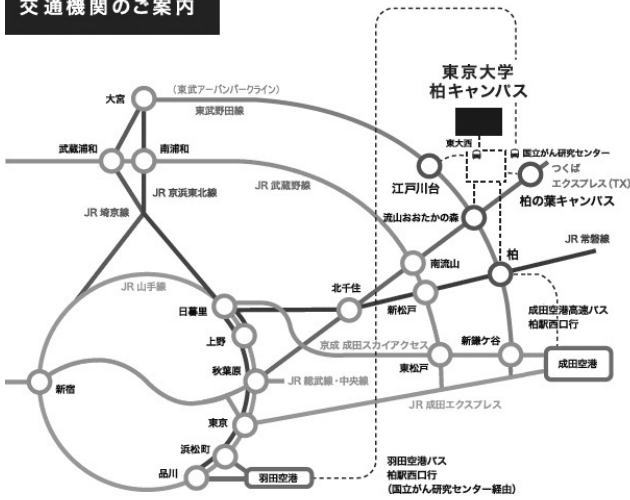 交通機関のご案内
東京大学
柏キャンパス
(東武アーバンパークライン)
東武野田線
大宮
東大西
国立がん研究センター
武蔵浦和
南浦和
つくば
エクスプレス(TX)
柏の葉キャンパス
江戸川台
JR 京浜東北線
JR 武蔵野線
JR 埼京線
流山おおたかの森
JR 常磐線
柏
南流山
JR 山手線
北千住
日暮里
新松戸
成田空港高速バス
柏駅西口行
上野
京成 成田スカイアクセス
新鎌ケ谷
東松戸
成田空港
秋葉原
JR 総武線・中央線
新宿
JR 成田エクスプレス
東京
浜松町
品川
羽田空港
羽田空港バス
柏駅西口行
(国立がん研究センター経由)